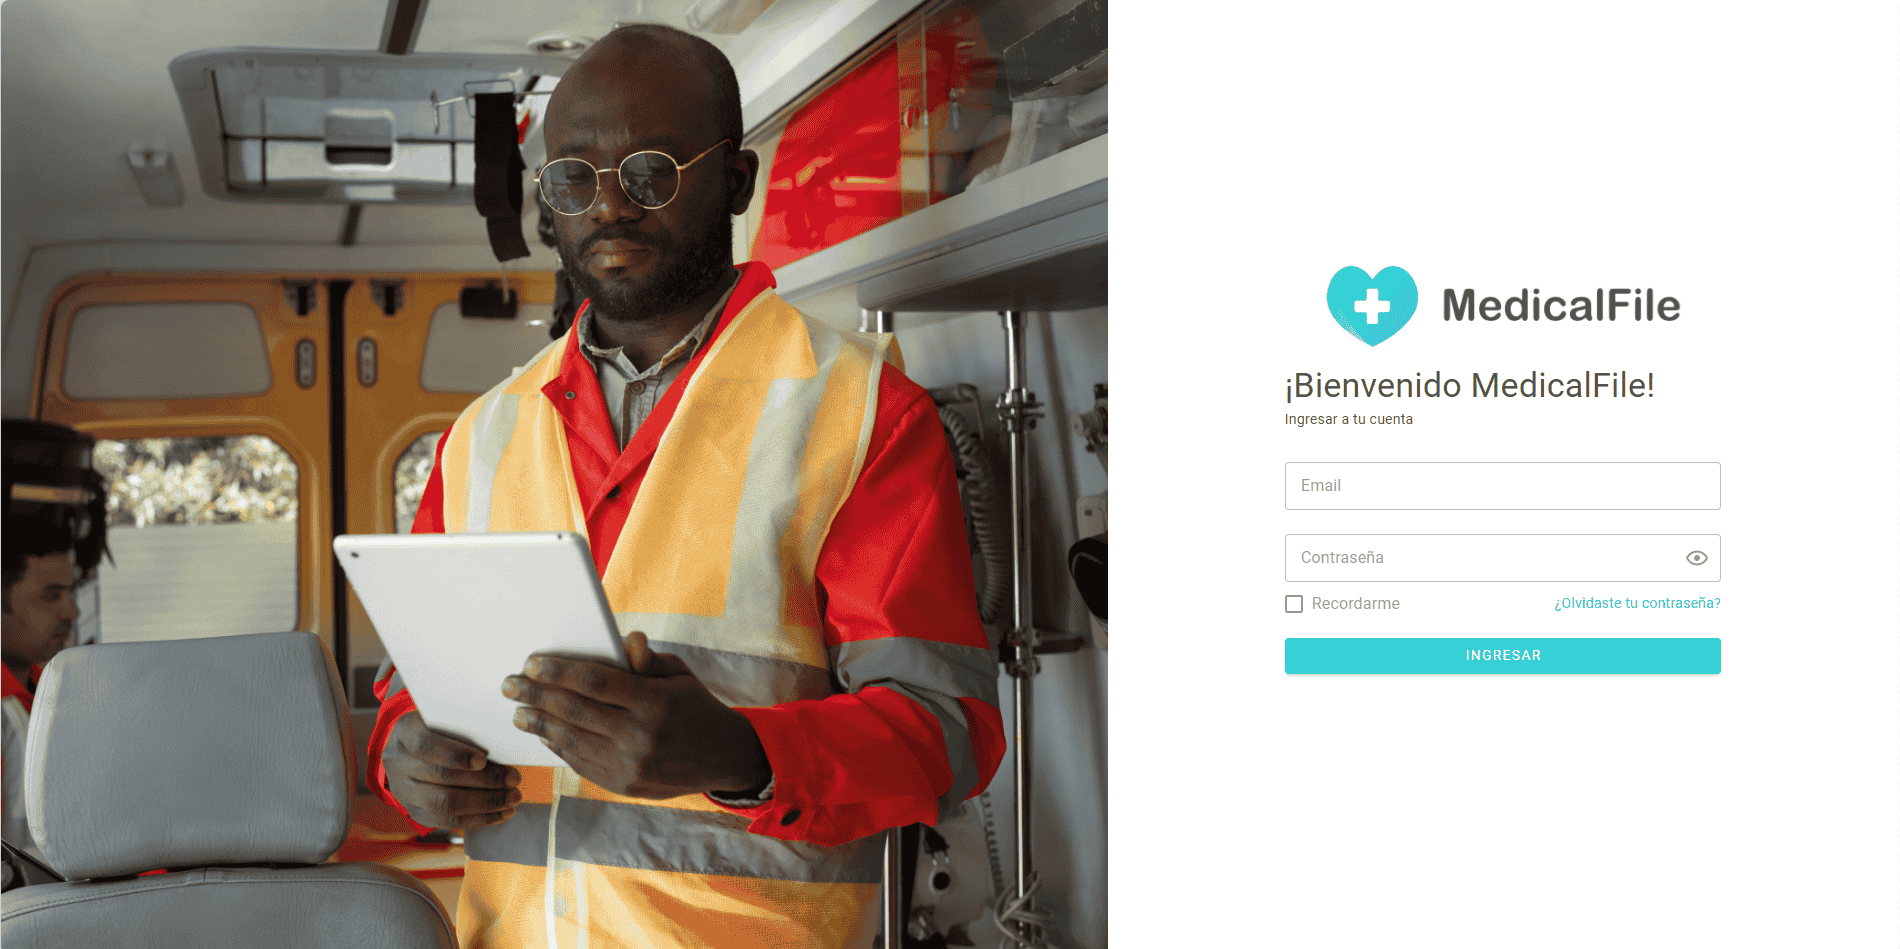 MedicalFile
¡Bienvenido MedicalFile!
Ingresar a tu cuenta
Email
Contraseña
Recordarme
¿Olvidaste tu contraseña?
INGRESAR